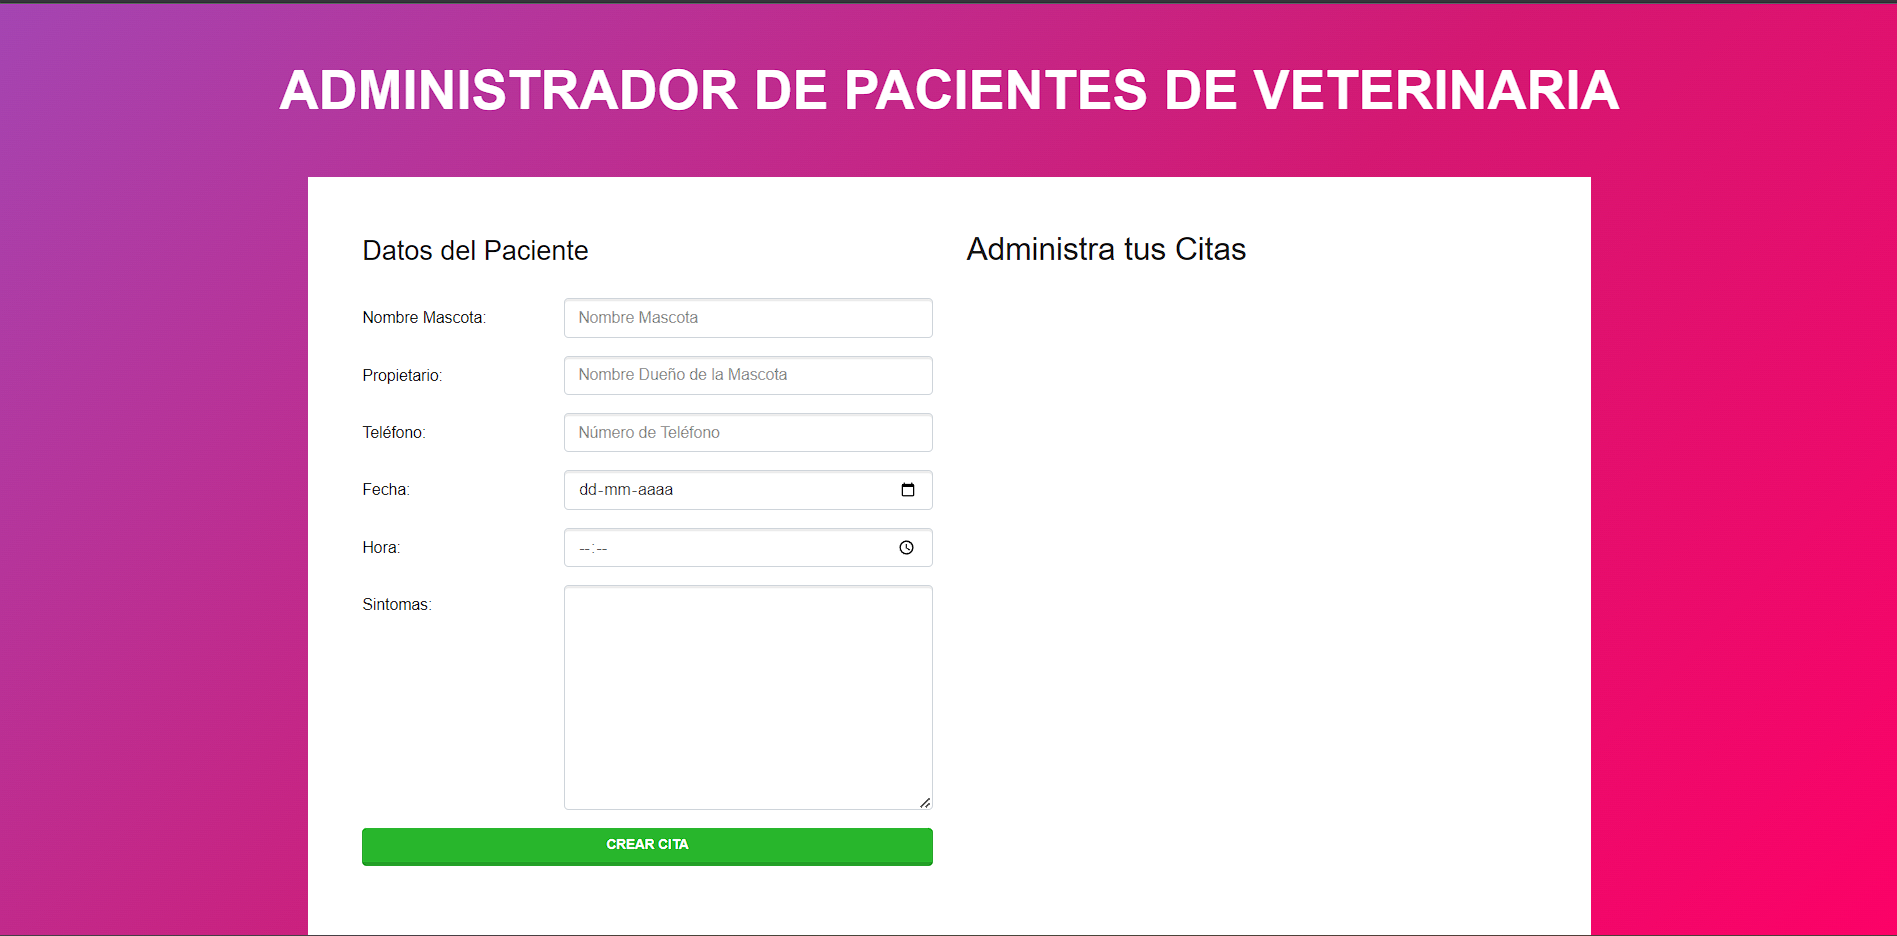 ADMINISTRADOR DE PACIENTES DE VETERINARIA
Datos del Paciente
Nombre Mascota:
Nombre Mascota
Propietario:
Nombre Dueño de la Mascota
Teléfono:
Número de Teléfono
Fecha:
dd-mm-aaaa
Hora:
--:--
Sintomas:
CREAR CITA
Administra tus Citas